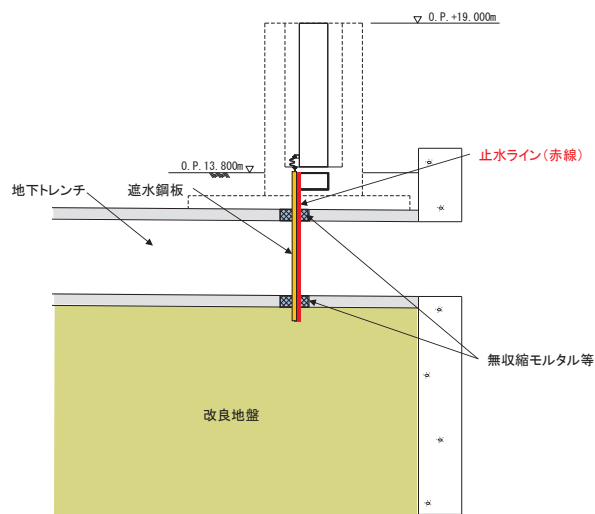 O.P.+19.000m
O.P.13.800m
止水ライン(赤線)
地下トレンチ
遮水鋼板
無収縮モルタル等
改良地盤